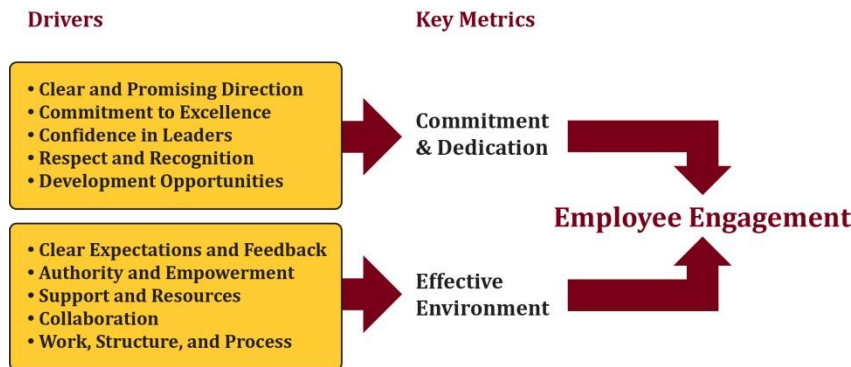 Drivers
Key Metrics
• Clear and Promising Direction
• Commitment to Excellence
• Confidence in Leaders
• Respect and Recognition
• Development Opportunities
Commitment
& Dedication
Employee Engagement
• Clear Expectations and Feedback
• Authority and Empowerment
• Support and Resources
• Collaboration
• Work, Structure, and Process
Effective
Environment